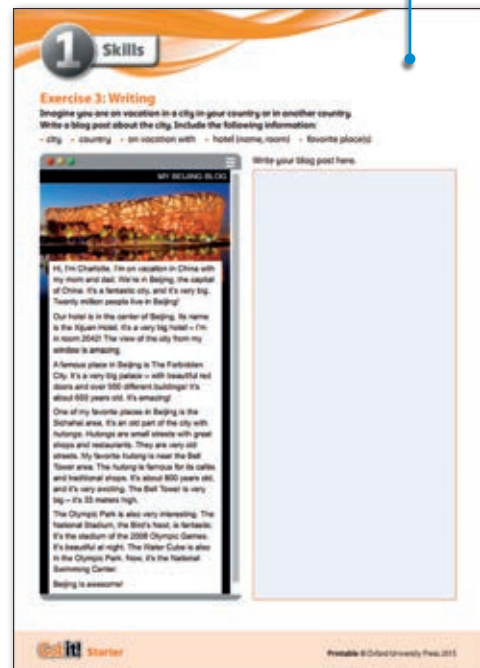 1 Skills
Exercise 3: Writing
Imagine you are on vacation in a city in your country or in another country.
Write a blog post about the city. Include the following information:
• city • country • on vacation with • hotel (name, room) • favorite place(s)
MY BEIJING BLOG
Hi, I'm Charlotte. I'm on vacation in China with
my mom and dad. We're in Beijing, the capital
of China. It's a fantastic city, and it's very big.
Twenty million people live in Beijing!
Our hotel is in the center of Beijing. Its name
is the Xijuan Hotel. It's a very big hotel – I'm
in room 2042! The view of the city from my
window is amazing.
A famous place in Beijing is The Forbidden
City. It's a very big palace – with beautiful red
doors and over 900 different buildings! It's
about 600 years old. It's amazing!
One of my favorite places in Beijing is the
Shichahai area. It's an old part of the city with
hutongs. Hutongs are small streets with great
shops and restaurants. They are very old
streets. My favorite hutong is near the Bell
Tower area. The hutong is famous for its cafés
and traditional shops. It's about 800 years old,
and it's very exciting. The Bell Tower is very
big – it's 33 meters high.
The Olympic Park is also very interesting. The
National Stadium, the Bird's Nest, is fantastic.
It's the stadium of the 2008 Olympic Games.
It's beautiful at night. The Water Cube is also
in the Olympic Park. Now, it's the National
Swimming Center.
Beijing is awesome!
Write your blog post here.
it! Starter
Printable © Oxford University Press 2015